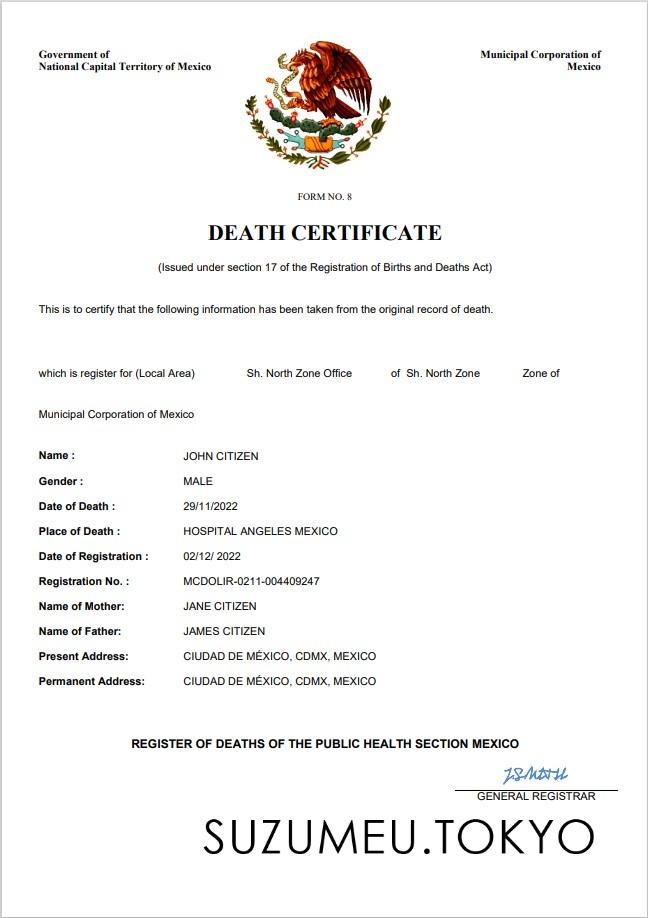 Government of
National Capital Territory of Mexico
Municipal Corporation of
Mexico
FORM NO. 8
DEATH CERTIFICATE
(Issued under section 17 of the Registration of Births and Deaths Act)
This is to certify that the following information has been taken from the original record of death.
which is register for (Local Area) Sh. North Zone Office of Sh. North Zone Zone of
Municipal Corporation of Mexico
Name : JOHN CITIZEN
Gender : MALE
Date of Death : 29/11/2022
Place of Death : HOSPITAL ANGELES MEXICO
Date of Registration : 02/12/ 2022
Registration No. : MCDOLIR-0211-004409247
Name of Mother: JANE CITIZEN
Name of Father: JAMES CITIZEN
Present Address: CIUDAD DE MÉXICO, CDMX, MEXICO
Permanent Address: CIUDAD DE MÉXICO, CDMX, MEXICO
REGISTER OF DEATHS OF THE PUBLIC HEALTH SECTION MEXICO
GENERAL REGISTRAR
SUZUMEU.TOKYO